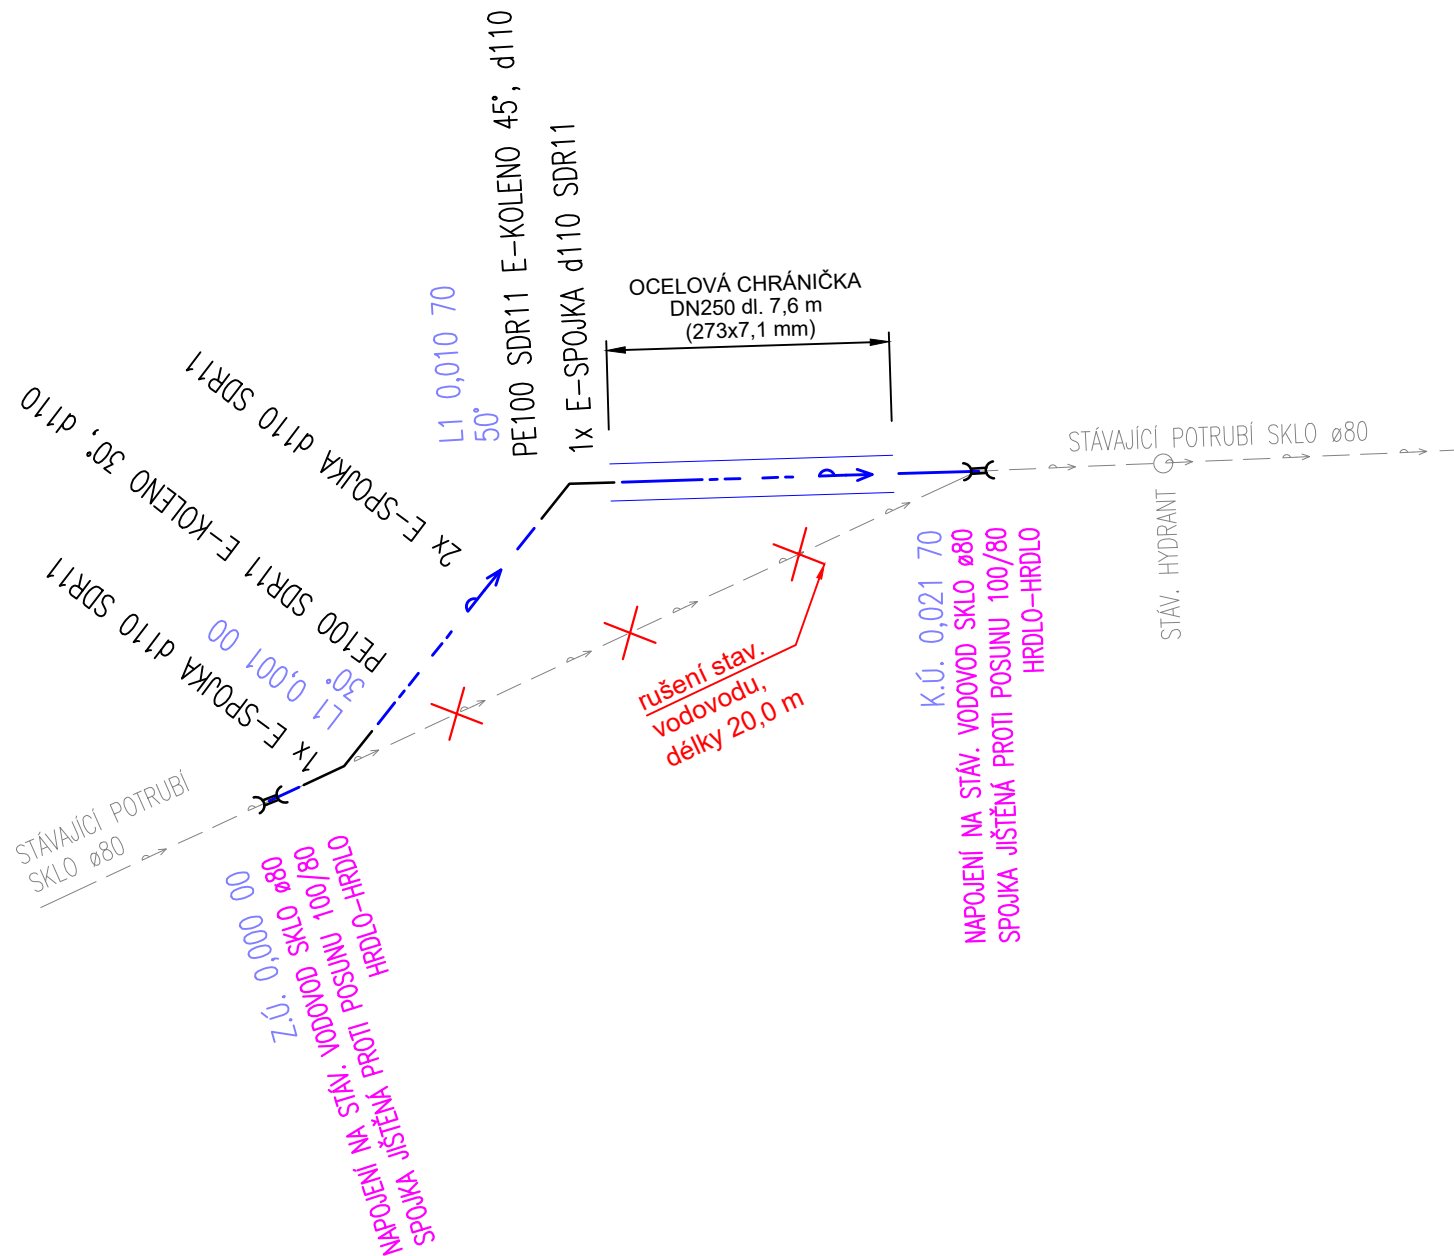 PE100 SDR11 E-KOLENO 45°, d110
1x E-SPOJKA d110 SDR11
L1 0,010 70
50°
OCELOVÁ CHRÁNIČKA
DN250 dl. 7,6 m
(273x7,1 mm)
2x E-SPOJKA d110 SDR11
PE100 SDR11 E-KOLENO 30°, d110
1x E-SPOJKA d110 SDR11
L1 0,001 00
30°
STÁVAJÍCÍ POTRUBÍ SKLO ø80
STÁV. HYDRANT
rušení stav.
vodovodu,
délky 20,0 m
K.Ú. 0,021 70
NAPOJENÍ NA STÁV. VODOVOD SKLO ø80
SPOJKA JIŠTĚNÁ PROTI POSUNU 100/80
HRDLO-HRDLO
STÁVAJÍCÍ POTRUBÍ
SKLO ø80
Z.Ú. 0,000 00
NAPOJENÍ NA STÁV. VODOVOD SKLO ø80
SPOJKA JIŠTĚNÁ PROTI POSUNU 100/80
HRDLO-HRDLO